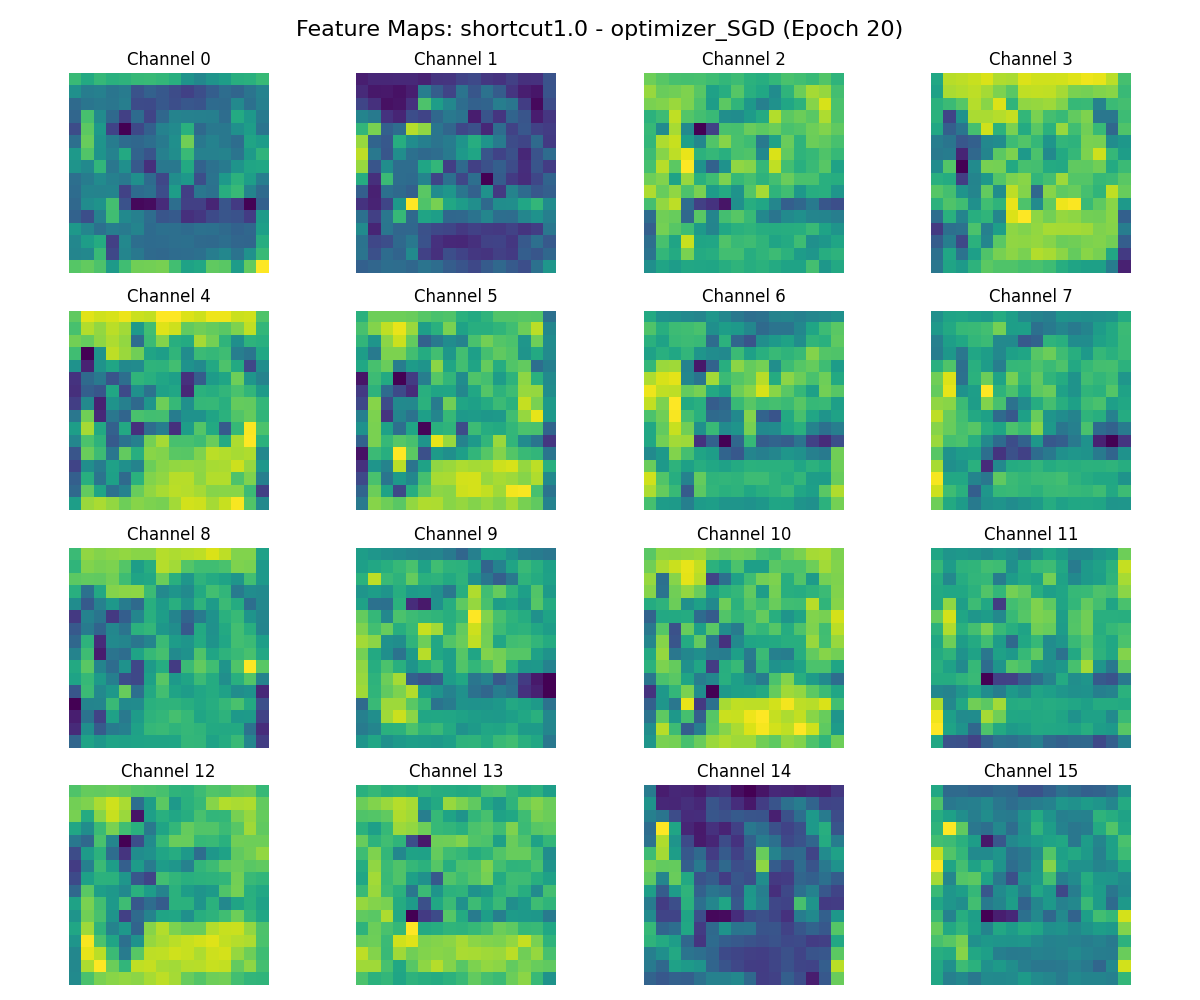 Feature Maps: shortcut1.0 - optimizer_SGD (Epoch 20)
Channel 0
Channel 1
Channel 2
Channel 3
Channel 4
Channel 5
Channel 6
Channel 7
Channel 8
Channel 9
Channel 10
Channel 11
Channel 12
Channel 13
Channel 14
Channel 15